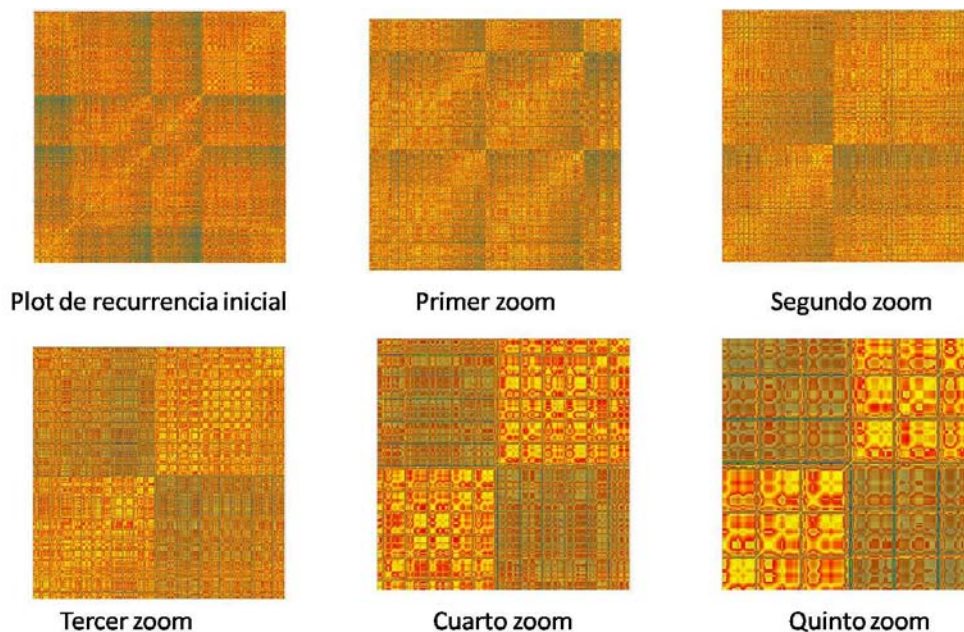 Plot de recurrencia inicial
Primer zoom
Segundo zoom
Tercer zoom
Cuarto zoom
Quinto zoom